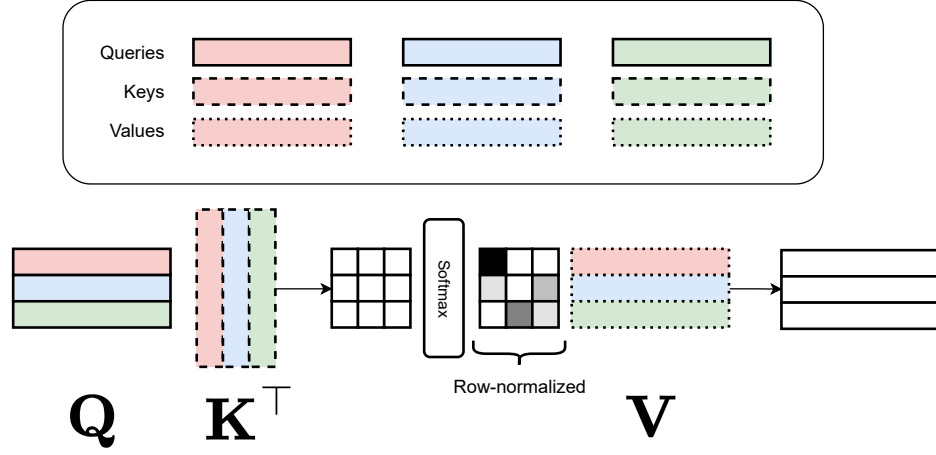 Queries
Keys
Values
Softmax
Row-normalized
Q K⊤ V